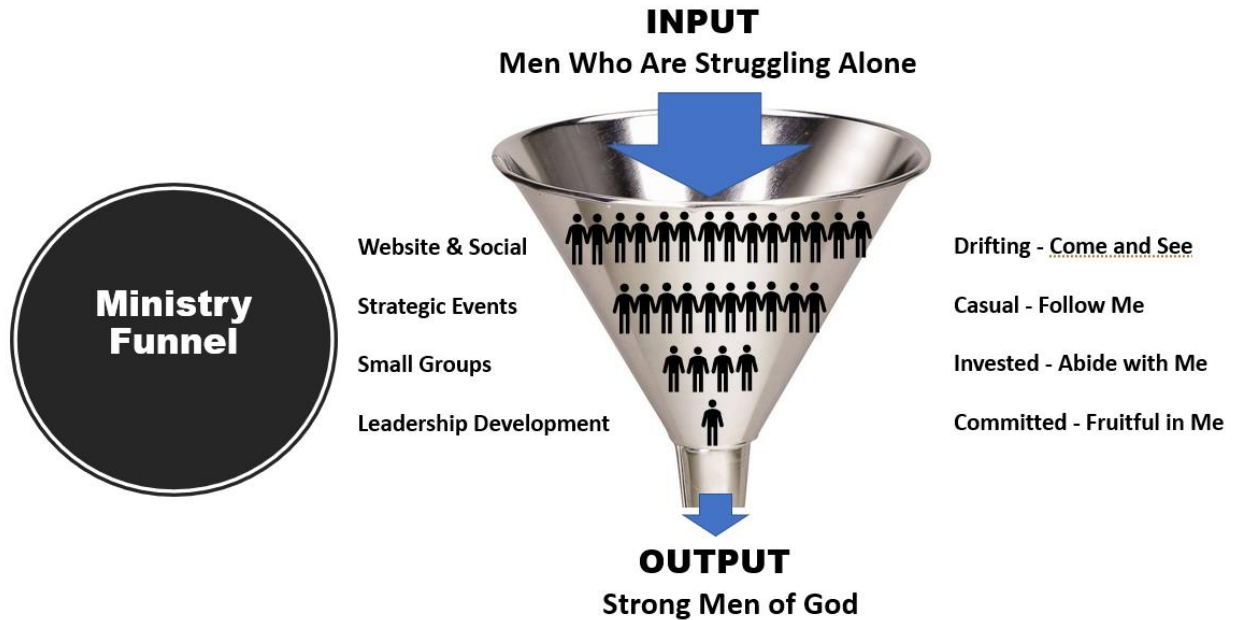 INPUT
Men Who Are Struggling Alone
Ministry
Funnel
Website & Social
Drifting - Come and See
Strategic Events
Casual - Follow Me
Small Groups
Invested - Abide with Me
Leadership Development
Committed - Fruitful in Me
OUTPUT
Strong Men of God